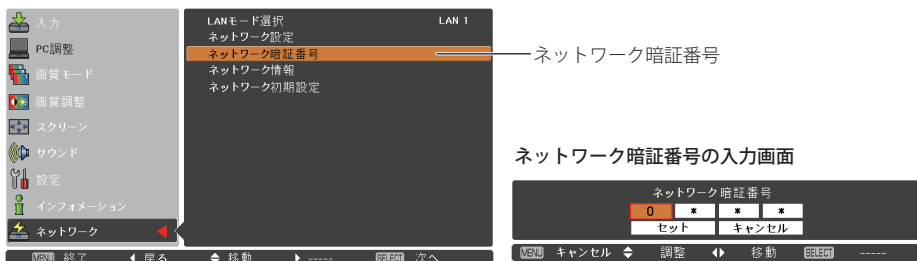 入力
PC調整
画質モード
画質調整
スクリーン
サウンド
設定
インフォメーション
ネットワーク
LANモード選択 LAN 1
ネットワーク設定
ネットワーク暗証番号
ネットワーク情報
ネットワーク初期設定
MENU 終了 戻る 移動 ----- SELECT 次へ
ネットワーク暗証番号
ネットワーク暗証番号の入力画面
ネットワーク暗証番号
0 * * *
セット キャンセル
MENU キャンセル 調整 移動 SELECT -----